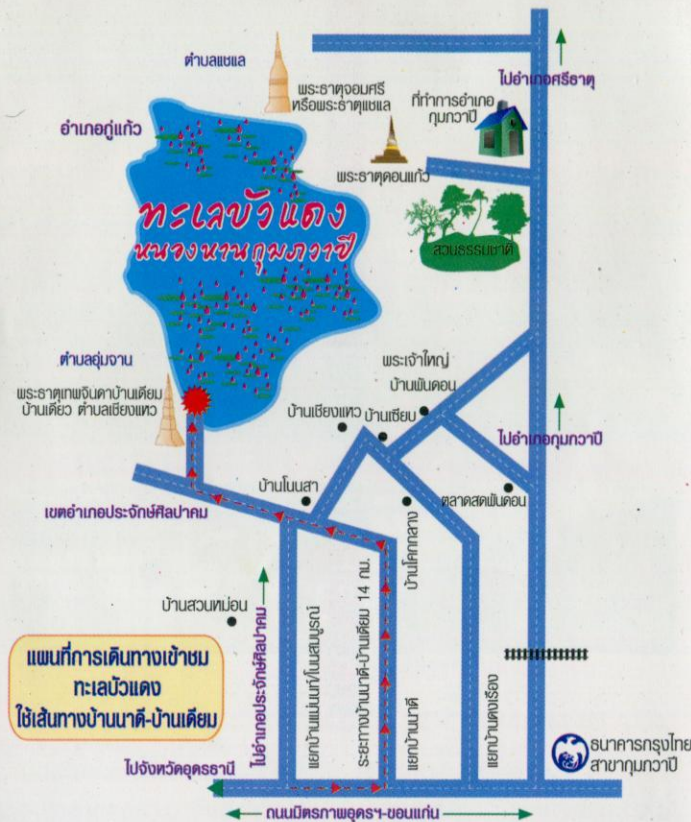 ตำบลแชแล
พระธาตุจอมศรี
หรือพระธาตุแชแล
ไปอำเภอศรีธาตุ
ที่ทำการอำเภอ
กุมภวาปี
อำเภอกู่แก้ว
พระธาตุดอนแก้ว
ทะเลบัวแดง
หนองหานกุมภวาปี
สวนธรรมชาติ
ตำบลอุ่มจาน
พระธาตุเทพจินดาบ้านเดียม
บ้านเดียว ตำบลเชียงแหว
พระเจ้าใหญ่
บ้านพันดอน
บ้านเชียงแหว
บ้านเซียบ
ไปอำเภอกุมภวาปี
บ้านโนนสา
ตลาดสดพันดอน
เขตอำเภอประจักษ์ศิลปาคม
บ้านโคกกลาง
บ้านสวนหม่อน
ไปอำเภอประจักษ์ศิลปาคม
แยกบ้านแม่นนท์/โนนสมบูรณ์
ระยะทางบ้านนาดี-บ้านเดียม 14 กม.
แยกบ้านนาดี
แยกบ้านดงเรือง
แผนที่การเดินทางเข้าชม
ทะเลบัวแดง
ใช้เส้นทางบ้านนาดี-บ้านเดียม
ธนาคารกรุงไทย
สาขากุมภวาปี
ไปจังหวัดอุดรธานี
ถนนมิตรภาพอุดรฯ-ขอนแก่น